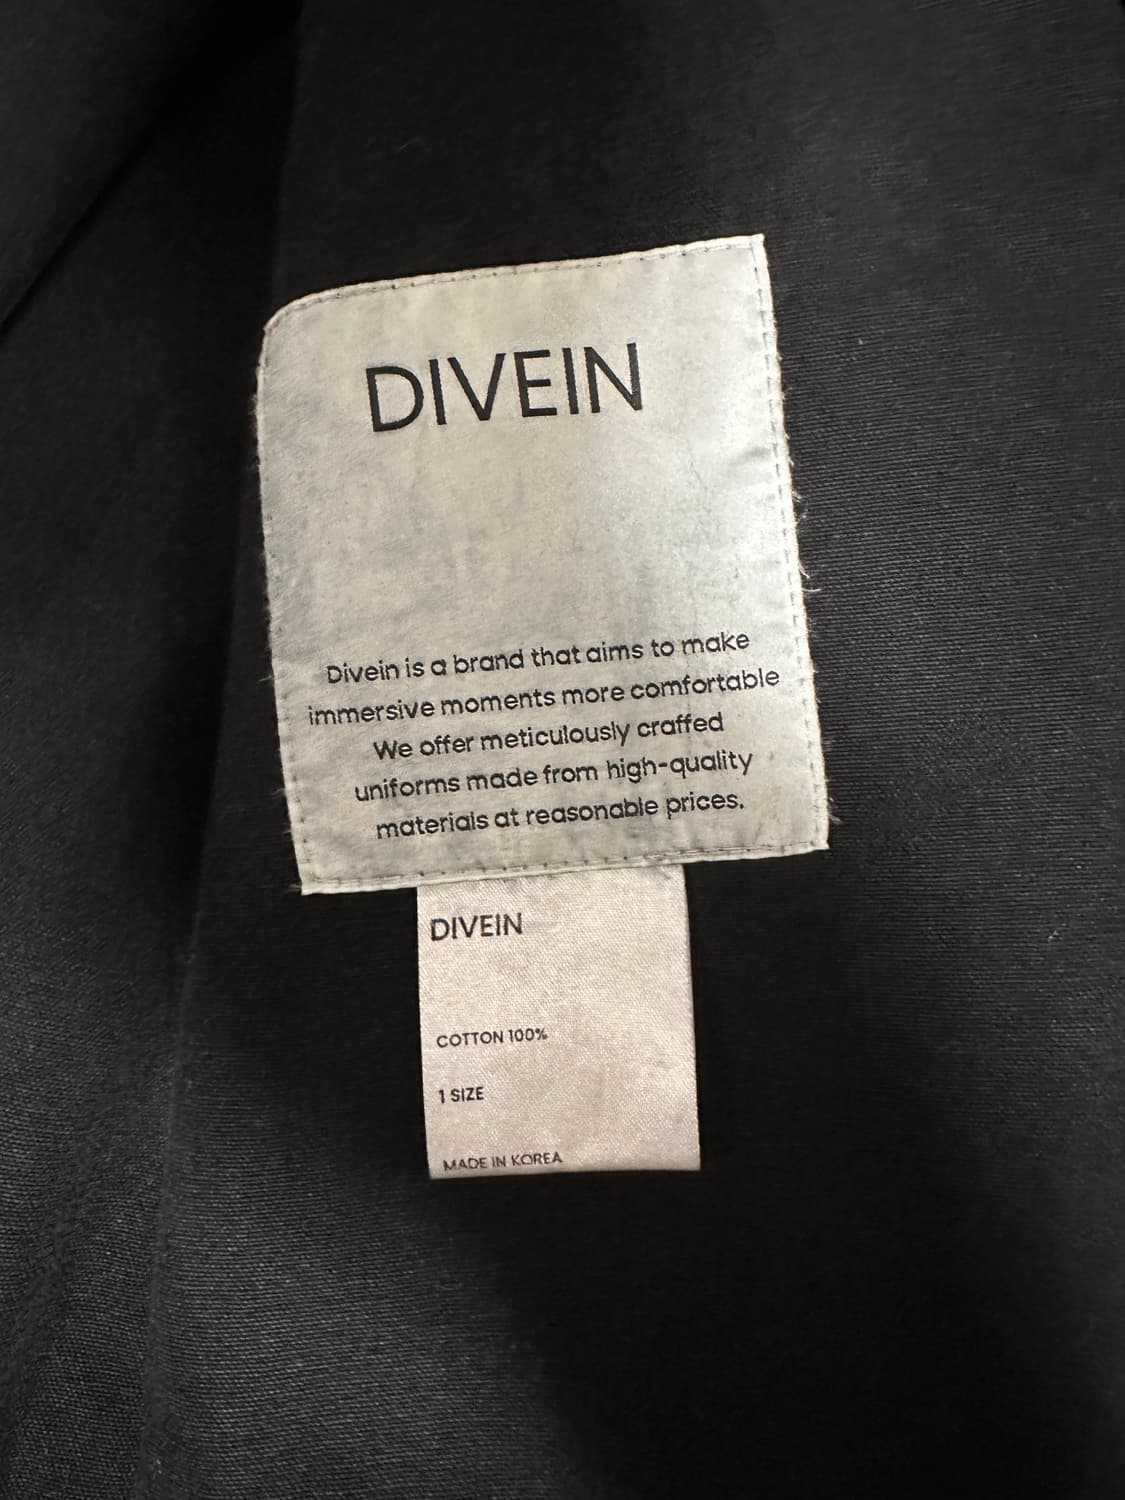 DIVEIN
Divein is a brand that aims to make
immersive moments more comfortable
We offer meticulously craffed
uniforms made from high-quality
materials at reasonable prices.
DIVEIN
COTTON 100%
1 SIZE
MADE IN KOREA